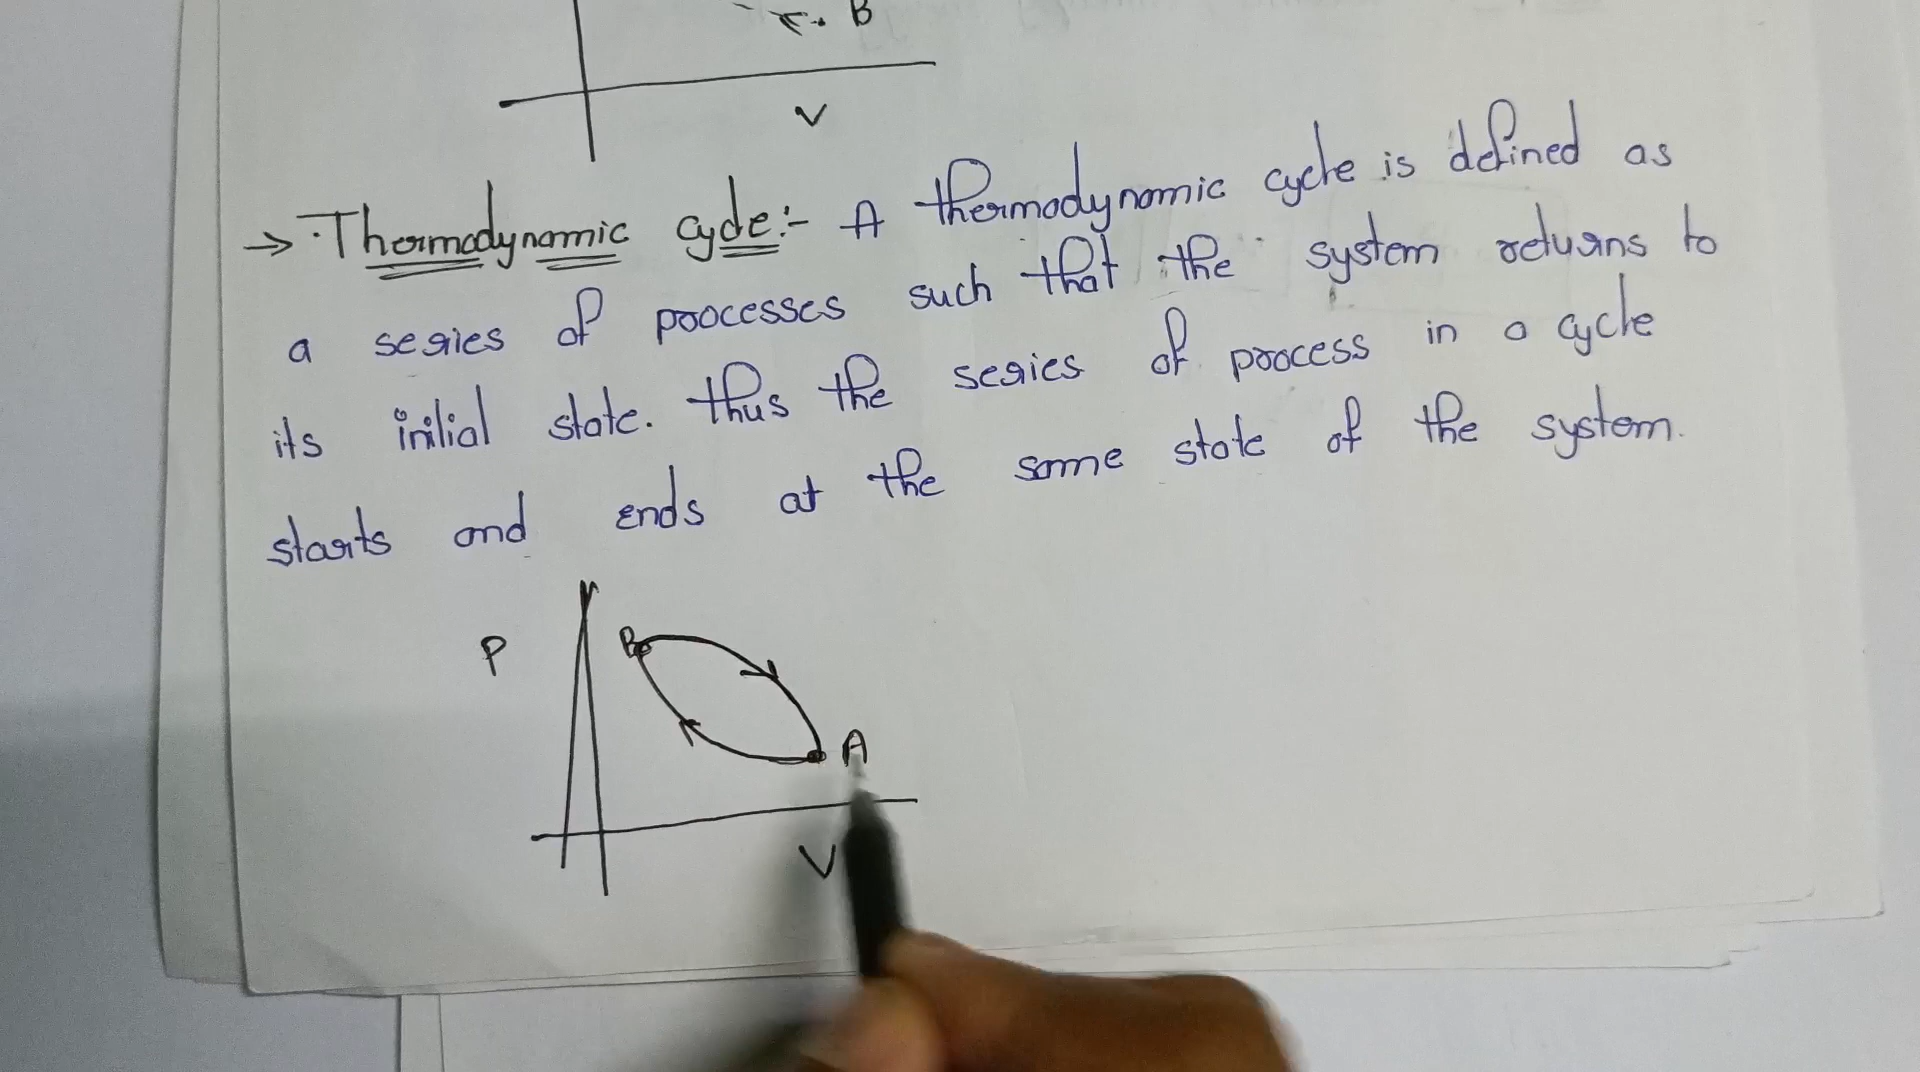 B
V
→ Thermodynamic cycle:- A thermodynamic cycle is defined as
a series of processes such that the system returns to
its initial state. thus the series of process in a cycle
starts and ends at the same state of the system.
P
B
A
V